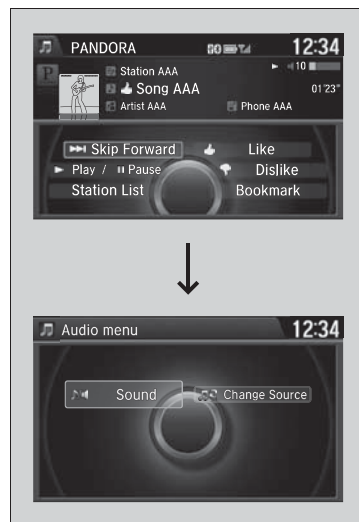 PANDORA 12:34
Station AAA 10
Song AAA 01'23"
Artist AAA Phone AAA
Skip Forward Like
Play / Pause Dislike
Station List Bookmark
Audio menu 12:34
Sound Change Source